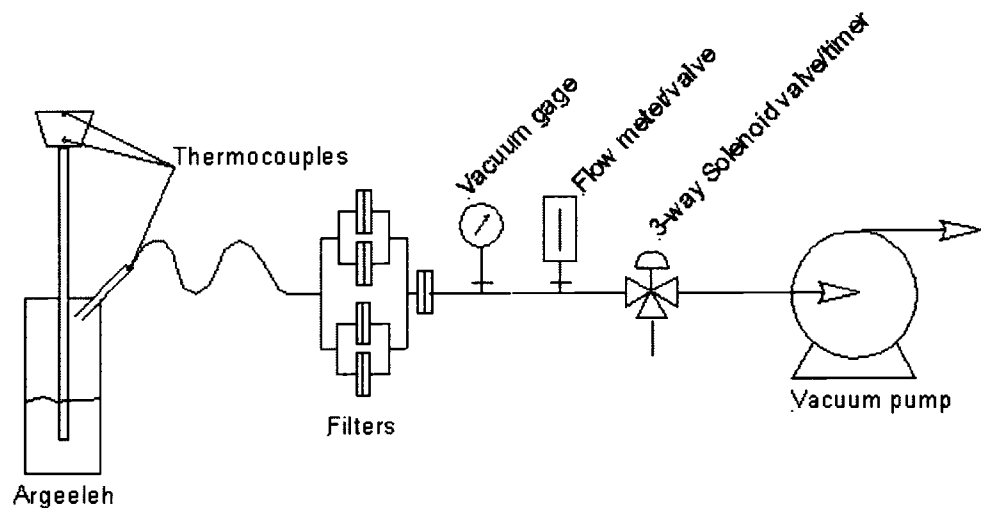 Thermocouples
Vacuum gage
Flow meter/valve
3-way Solenoid valve/timer
Filters
Vacuum pump
Argeeleh